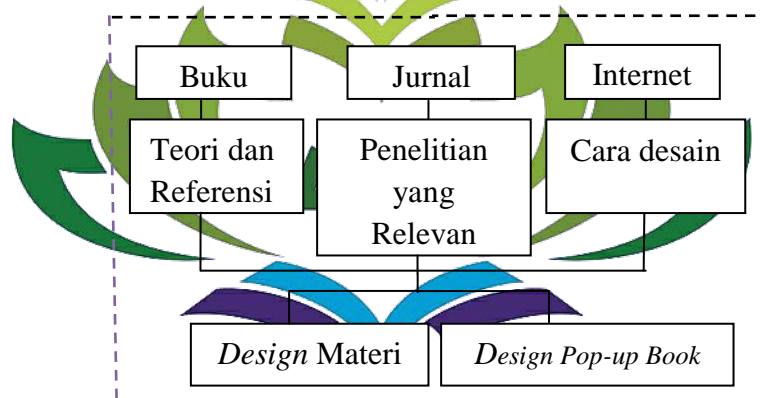 Buku
Jurnal
Internet
Teori dan
Referensi
Penelitian
yang
Relevan
Cara desain
Design Materi
Design Pop-up Book